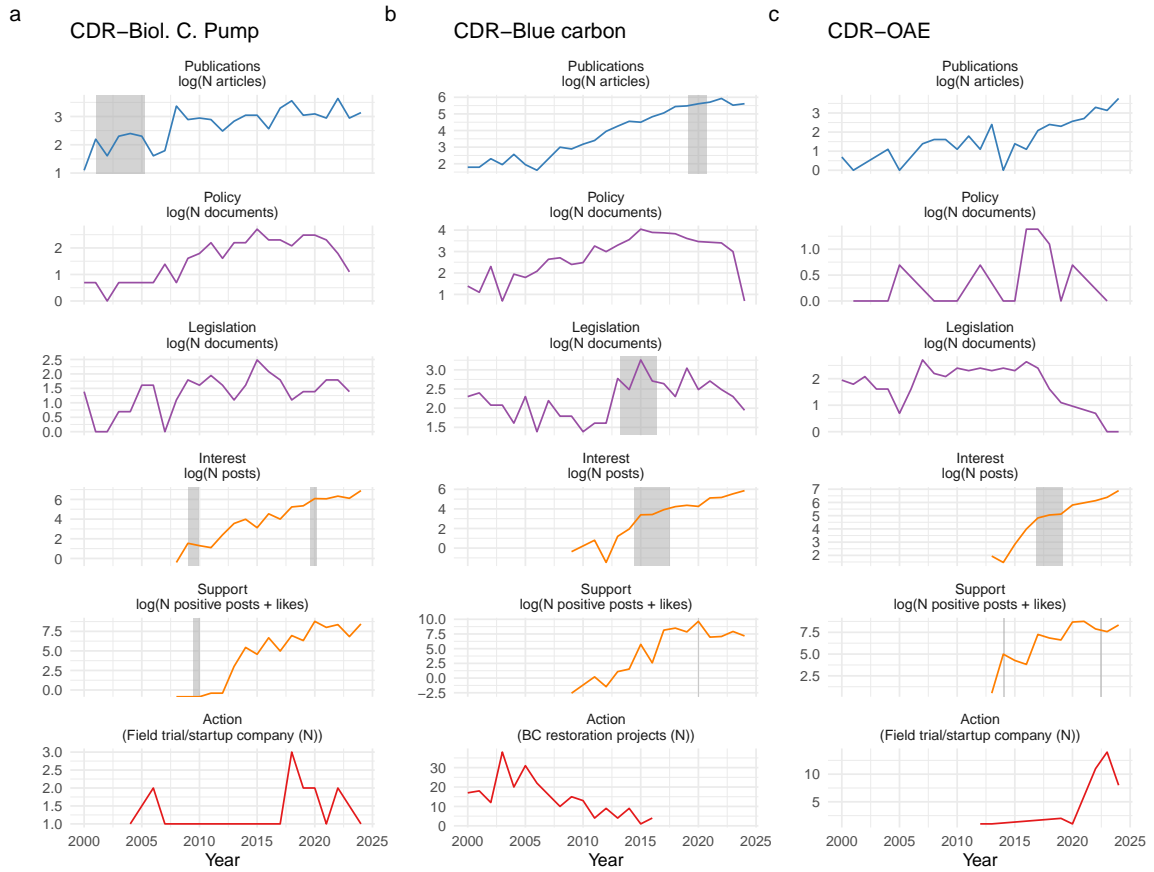 a
CDR−Biol. C. Pump
Publications
log(N articles)
3
2
1
Policy
log(N documents)
2
1
0
Legislation
log(N documents)
2.5
2.0
1.5
1.0
0.5
0.0
Interest
log(N posts)
6
4
2
0
Support
log(N positive posts + likes)
7.5
5.0
2.5
0.0
Action
(Field trial/startup company (N))
3.0
2.5
2.0
1.5
1.0
2000 2005 2010 2015 2020 2025
Year
b
CDR−Blue carbon
Publications
log(N articles)
6
5
4
3
2
Policy
log(N documents)
4
3
2
1
Legislation
log(N documents)
3.0
2.5
2.0
1.5
Interest
log(N posts)
6
4
2
0
Support
log(N positive posts + likes)
10.0
7.5
5.0
2.5
0.0
−2.5
Action
(BC restoration projects (N))
30
20
10
0
2000 2005 2010 2015 2020 2025
Year
c
CDR−OAE
Publications
log(N articles)
3
2
1
0
Policy
log(N documents)
1.0
0.5
0.0
Legislation
log(N documents)
2
1
0
Interest
log(N posts)
7
6
5
4
3
2
Support
log(N positive posts + likes)
7.5
5.0
2.5
Action
(Field trial/startup company (N))
10
5
2000 2005 2010 2015 2020 2025
Year